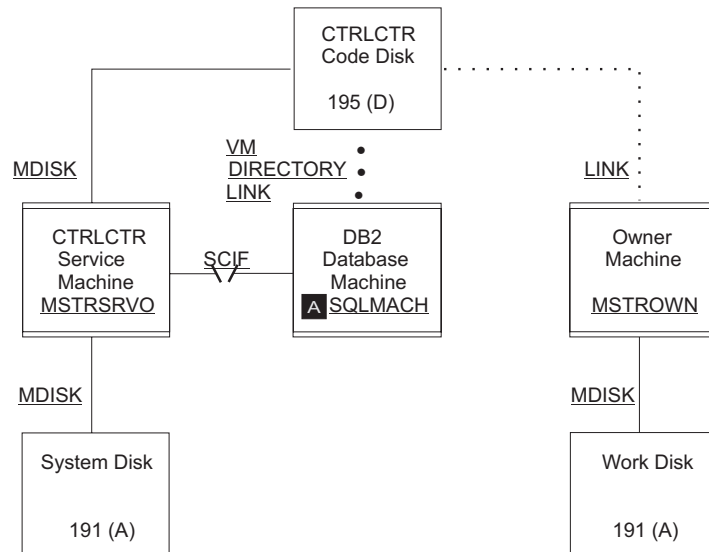 CTRLCTR
Code Disk
195 (D)
VM
DIRECTORY
LINK
MDISK
LINK
CTRLCTR
Service
Machine
MSTRSRVO
SCIF
DB2
Database
Machine
A SQLMACH
Owner
Machine
MSTROWN
MDISK
MDISK
System Disk
191 (A)
Work Disk
191 (A)